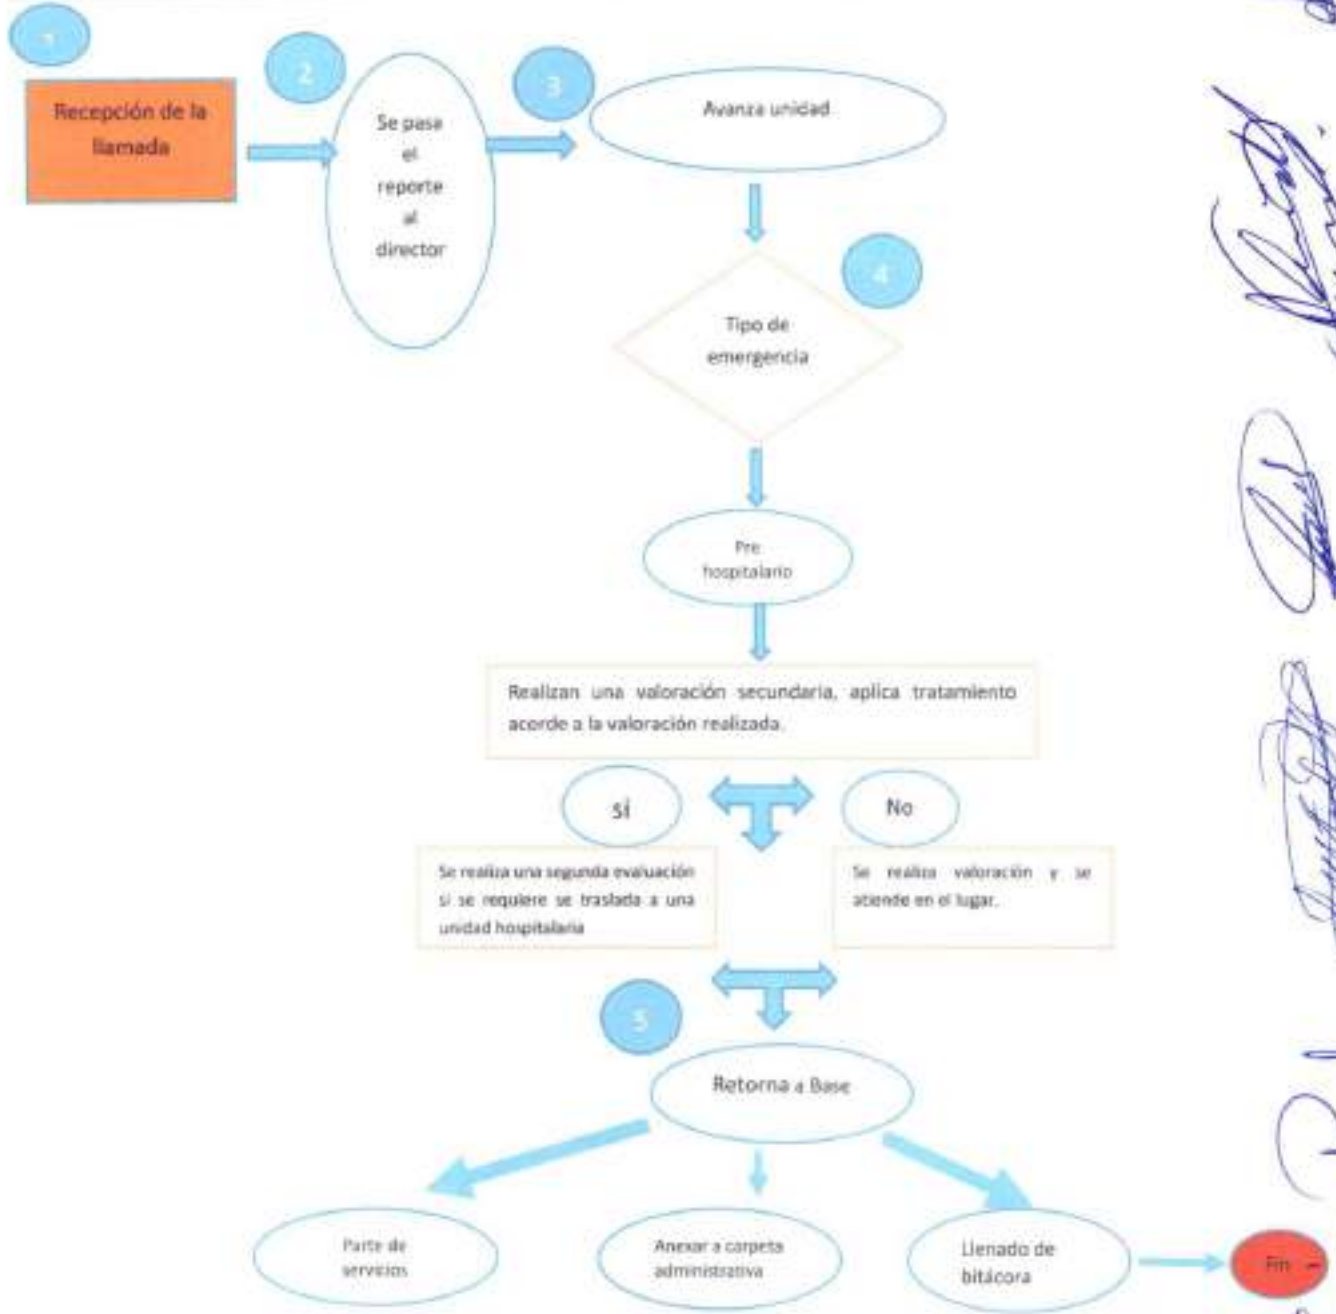 1
2
3
Recepción de la
llamada
Se pasa
el
reporte
al
director
Avanza unidad
4
Tipo de
emergencia
Pre
hospitalario
Realizan una valoración secundaria, aplica tratamiento
acorde a la valoración realizada.
sí
No
Se realiza una segunda evaluación
si se requiere se traslada a una
unidad hospitalaria
Se realiza valoración y se
atiende en el lugar.
5
Retorna a Base
Parte de
servicios
Anexar a carpeta
administrativa
Llenado de
bitácora
Fin